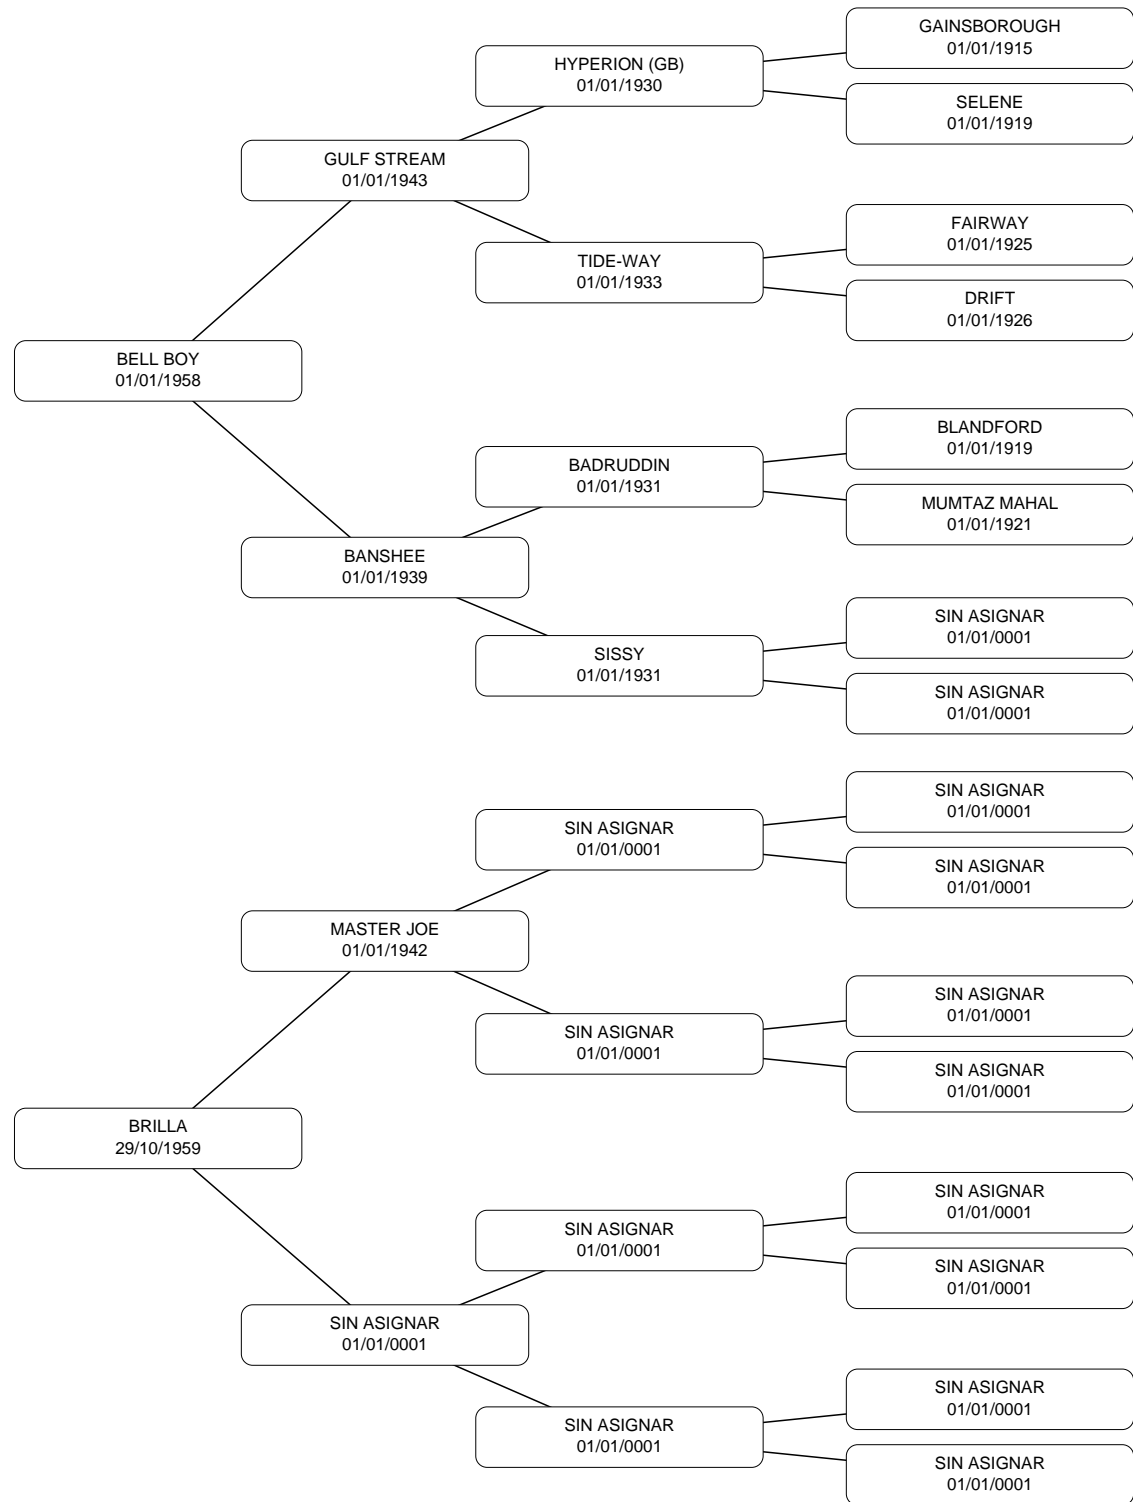 GAINSBOROUGH
01/01/1915
HYPERION (GB)
01/01/1930
SELENE
01/01/1919
GULF STREAM
01/01/1943
FAIRWAY
01/01/1925
TIDE-WAY
01/01/1933
DRIFT
01/01/1926
BELL BOY
01/01/1958
BLANDFORD
01/01/1919
BADRUDDIN
01/01/1931
MUMTAZ MAHAL
01/01/1921
BANSHEE
01/01/1939
SIN ASIGNAR
01/01/0001
SISSY
01/01/1931
SIN ASIGNAR
01/01/0001
SIN ASIGNAR
01/01/0001
SIN ASIGNAR
01/01/0001
SIN ASIGNAR
01/01/0001
MASTER JOE
01/01/1942
SIN ASIGNAR
01/01/0001
SIN ASIGNAR
01/01/0001
SIN ASIGNAR
01/01/0001
BRILLA
29/10/1959
SIN ASIGNAR
01/01/0001
SIN ASIGNAR
01/01/0001
SIN ASIGNAR
01/01/0001
SIN ASIGNAR
01/01/0001
SIN ASIGNAR
01/01/0001
SIN ASIGNAR
01/01/0001
SIN ASIGNAR
01/01/0001